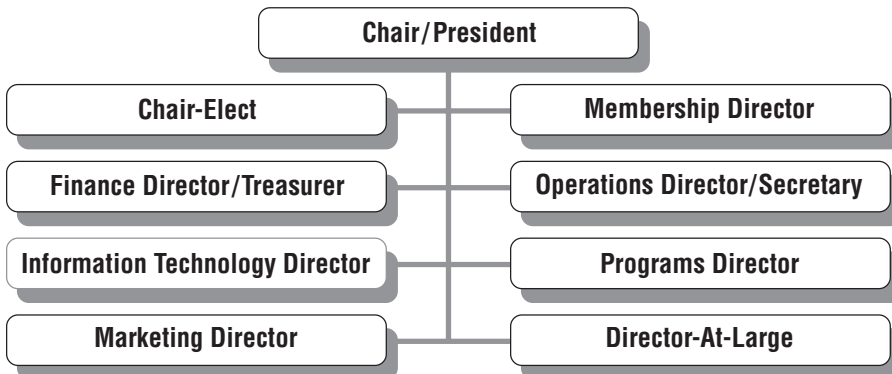 Chair/President
Chair-Elect
Membership Director
Finance Director/Treasurer
Operations Director/Secretary
Information Technology Director
Programs Director
Marketing Director
Director-At-Large